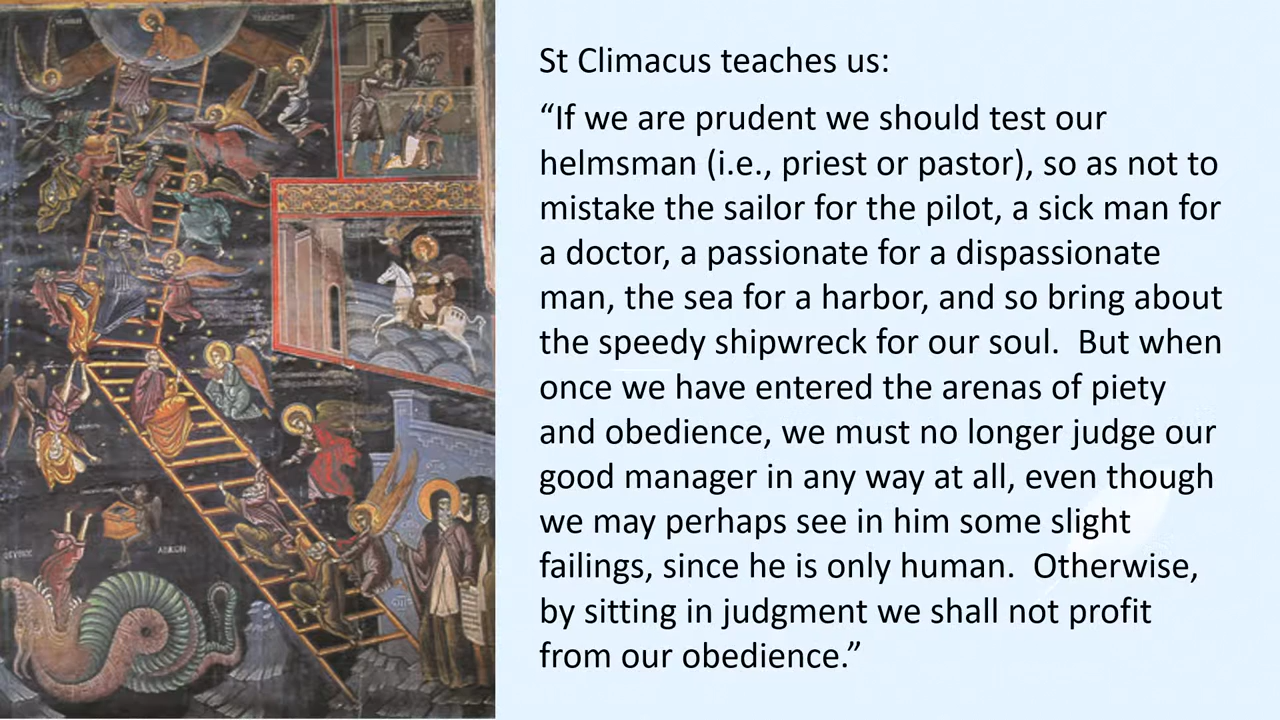 St Climacus teaches us:
“If we are prudent we should test our
helmsman (i.e., priest or pastor), so as not to
mistake the sailor for the pilot, a sick man for
a doctor, a passionate for a dispassionate
man, the sea for a harbor, and so bring about
the speedy shipwreck for our soul.  But when
once we have entered the arenas of piety
and obedience, we must no longer judge our
good manager in any way at all, even though
we may perhaps see in him some slight
failings, since he is only human.  Otherwise,
by sitting in judgment we shall not profit
from our obedience.”